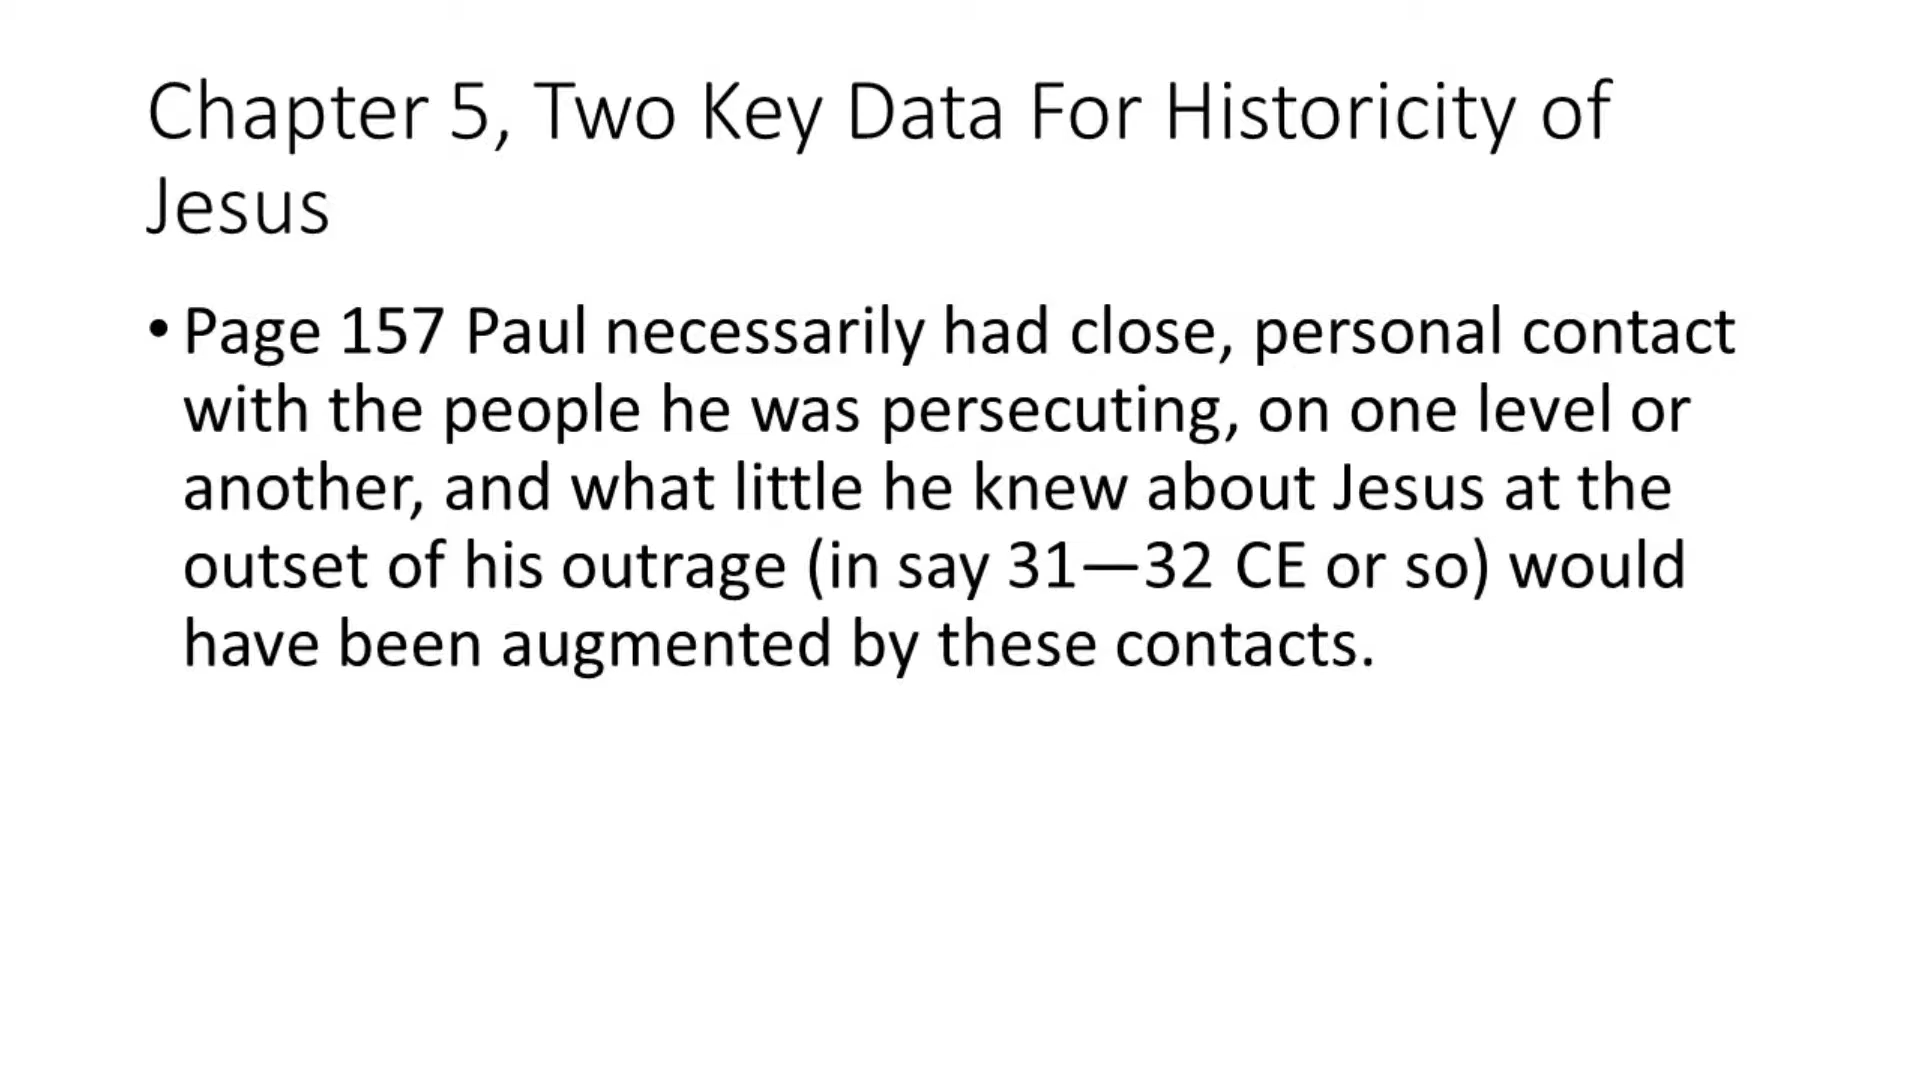 Chapter 5, Two Key Data For Historicity of
Jesus
• Page 157 Paul necessarily had close, personal contact
with the people he was persecuting, on one level or
another, and what little he knew about Jesus at the
outset of his outrage (in say 31—32 CE or so) would
have been augmented by these contacts.